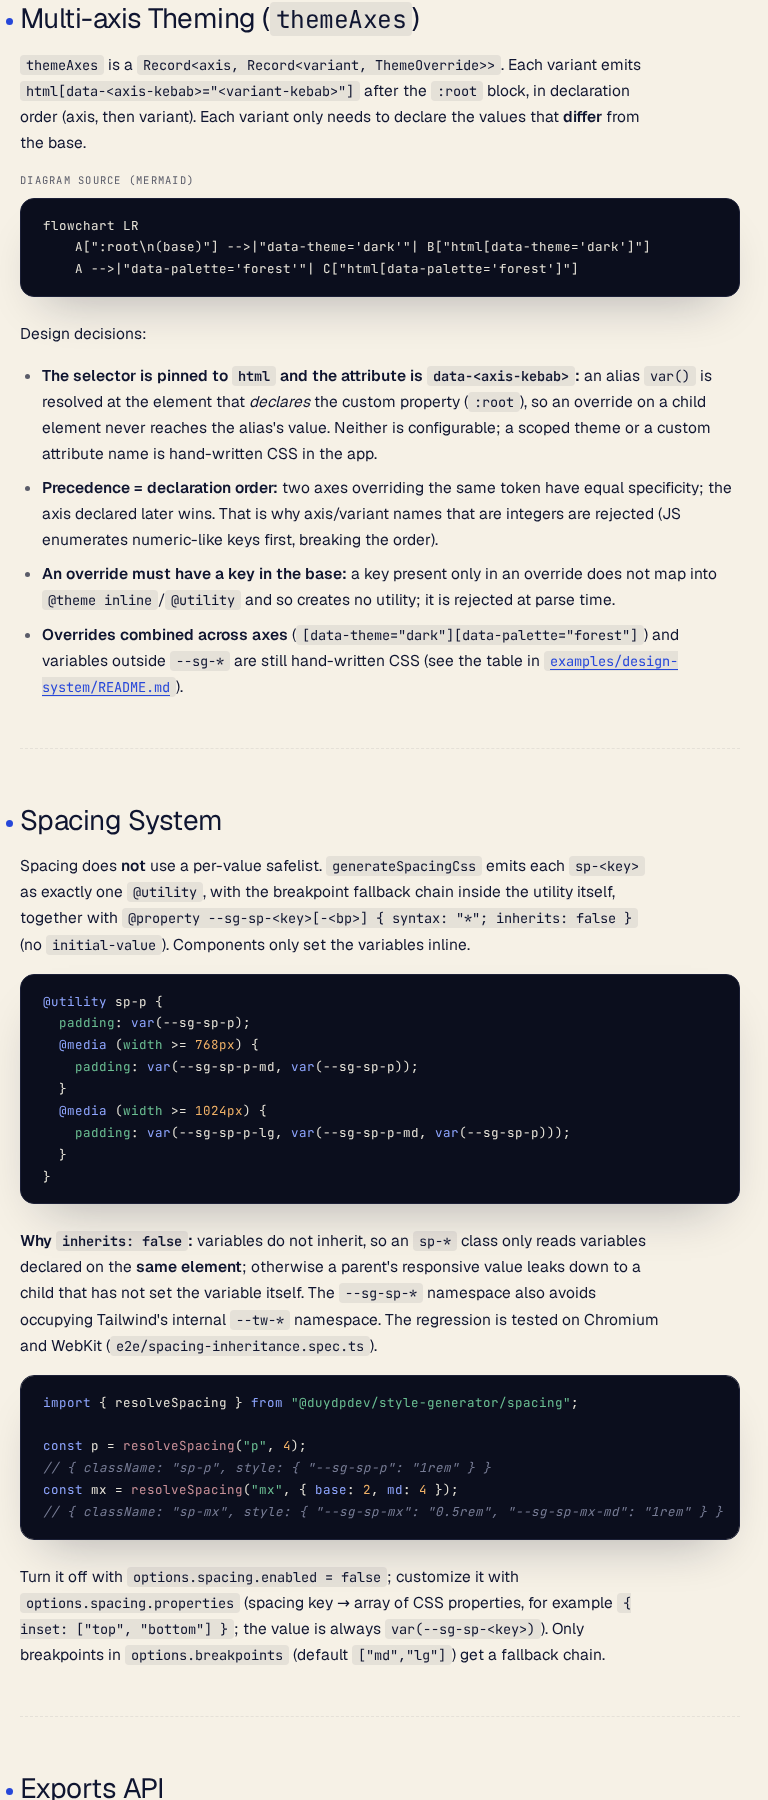 Multi-axis Theming (themeAxes)
themeAxes is a Record<axis, Record<variant, ThemeOverride>>. Each variant emits
html[data-<axis-kebab>="<variant-kebab>"] after the :root block, in declaration
order (axis, then variant). Each variant only needs to declare the values that differ from
the base.
DIAGRAM SOURCE (MERMAID)
flowchart LR
    A[":root\n(base)"] -->|"data-theme='dark'"| B["html[data-theme='dark']"]
    A -->|"data-palette='forest'"| C["html[data-palette='forest']"]
Design decisions:
The selector is pinned to html and the attribute is data-<axis-kebab>: an alias var() is
resolved at the element that declares the custom property (:root), so an override on a child
element never reaches the alias's value. Neither is configurable; a scoped theme or a custom
attribute name is hand-written CSS in the app.
Precedence = declaration order: two axes overriding the same token have equal specificity; the
axis declared later wins. That is why axis/variant names that are integers are rejected (JS
enumerates numeric-like keys first, breaking the order).
An override must have a key in the base: a key present only in an override does not map into
@theme inline/@utility and so creates no utility; it is rejected at parse time.
Overrides combined across axes ([data-theme="dark"][data-palette="forest"]) and
variables outside --sg-* are still hand-written CSS (see the table in examples/design-
system/README.md).
Spacing System
Spacing does not use a per-value safelist. generateSpacingCss emits each sp-<key>
as exactly one @utility, with the breakpoint fallback chain inside the utility itself,
together with @property --sg-sp-<key>[-<bp>] { syntax: "*"; inherits: false }
(no initial-value). Components only set the variables inline.
@utility sp-p {
  padding: var(--sg-sp-p);
  @media (width >= 768px) {
    padding: var(--sg-sp-p-md, var(--sg-sp-p));
  }
  @media (width >= 1024px) {
    padding: var(--sg-sp-p-lg, var(--sg-sp-p-md, var(--sg-sp-p)));
  }
}
Why inherits: false: variables do not inherit, so an sp-* class only reads variables
declared on the same element; otherwise a parent's responsive value leaks down to a
child that has not set the variable itself. The --sg-sp-* namespace also avoids
occupying Tailwind's internal --tw-* namespace. The regression is tested on Chromium
and WebKit (e2e/spacing-inheritance.spec.ts).
import { resolveSpacing } from "@duydpdev/style-generator/spacing";
const p = resolveSpacing("p", 4);
// { className: "sp-p", style: { "--sg-sp-p": "1rem" } }
const mx = resolveSpacing("mx", { base: 2, md: 4 });
// { className: "sp-mx", style: { "--sg-sp-mx": "0.5rem", "--sg-sp-mx-md": "1rem" } }
Turn it off with options.spacing.enabled = false; customize it with
options.spacing.properties (spacing key → array of CSS properties, for example {
inset: ["top", "bottom"] }; the value is always var(--sg-sp-<key>)). Only
breakpoints in options.breakpoints (default ["md","lg"]) get a fallback chain.
Exports API